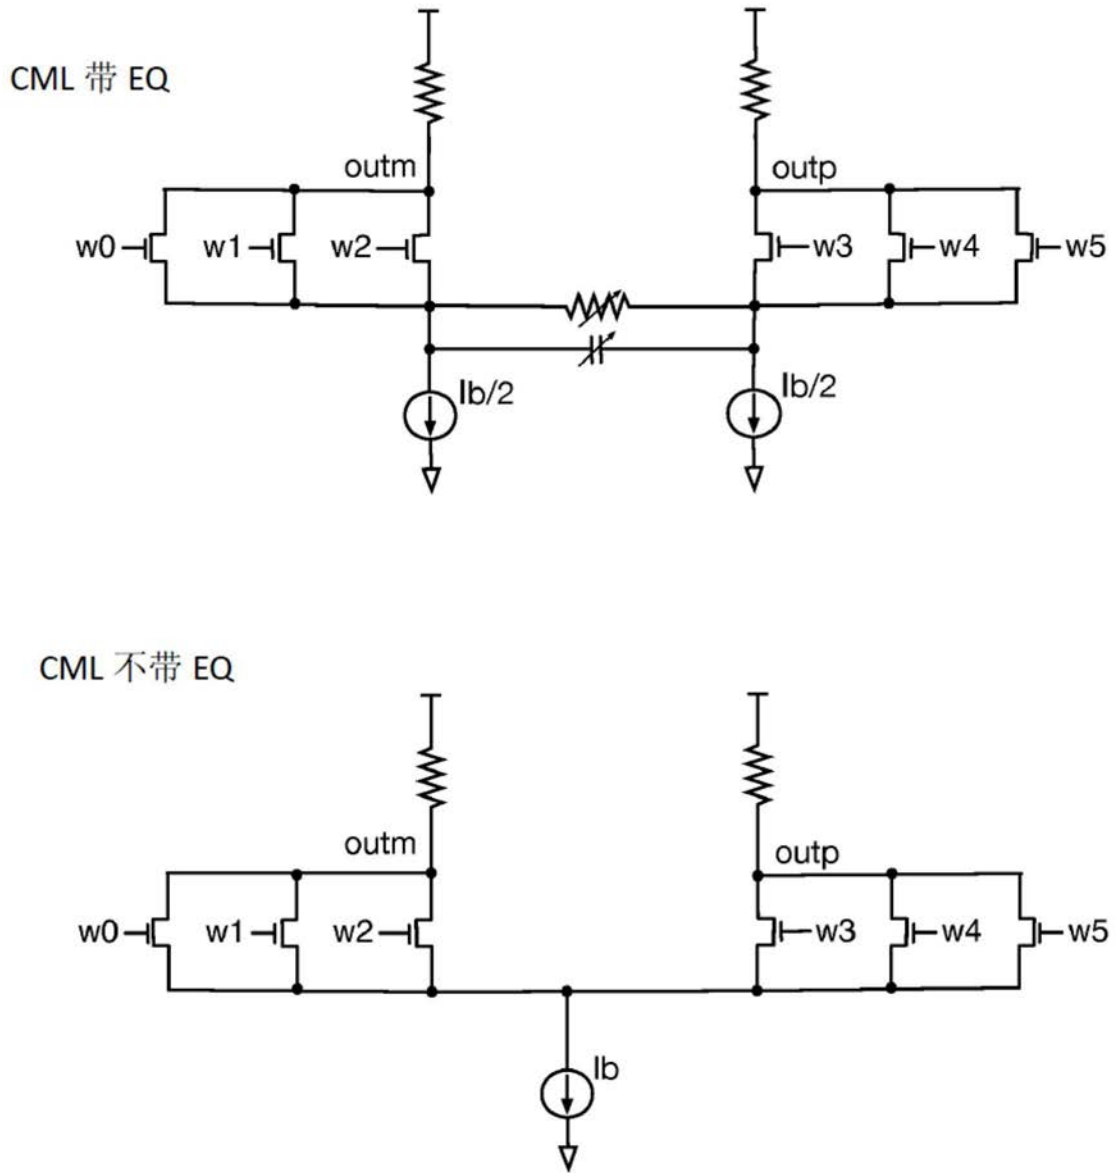 CML 带 EQ
outm
outp
w0
w1
w2
w3
w4
w5
Ib/2
Ib/2
CML 不带 EQ
outm
outp
w0
w1
w2
w3
w4
w5
Ib